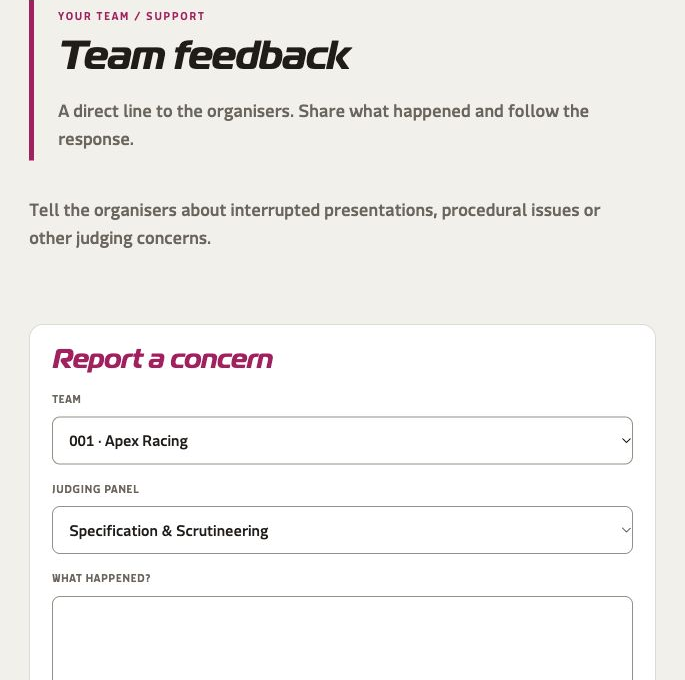 YOUR TEAM / SUPPORT
Team feedback
A direct line to the organisers. Share what happened and follow the
response.
Tell the organisers about interrupted presentations, procedural issues or
other judging concerns.
Report a concern
TEAM
001 · Apex Racing
JUDGING PANEL
Specification & Scrutineering
WHAT HAPPENED?